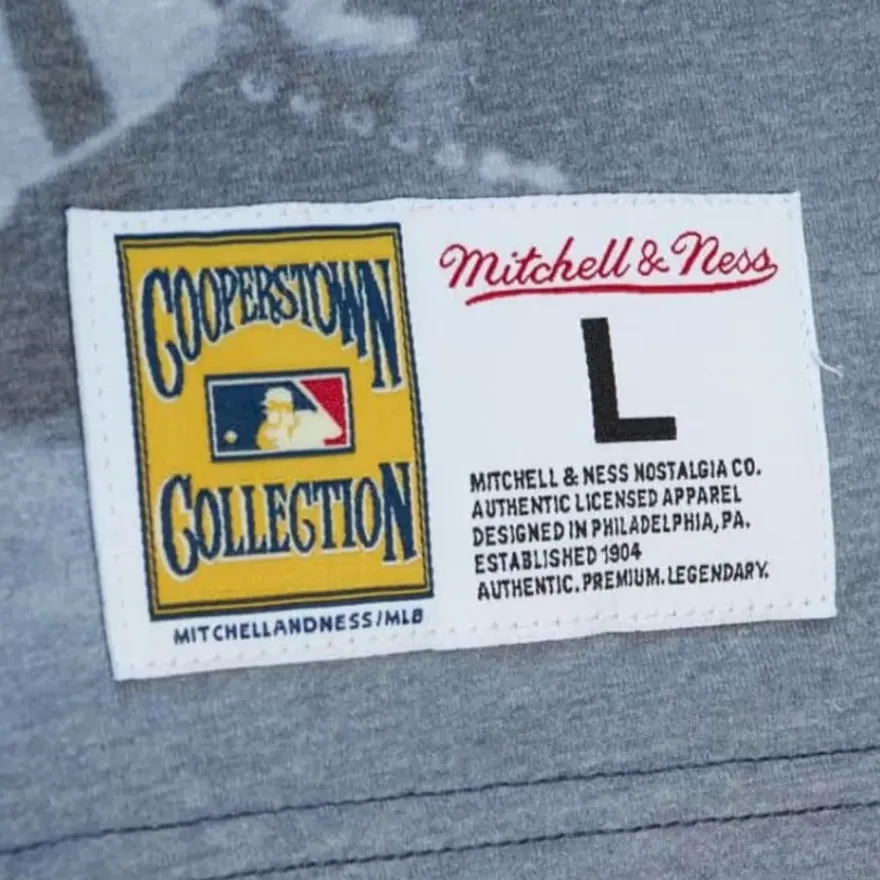 COOPERSTOWN
COLLECTION
MITCHELLANDNESS/MLB
Mitchell & Ness
L
MITCHELL & NESS NOSTALGIA CO.
AUTHENTIC LICENSED APPAREL
DESIGNED IN PHILADELPHIA, PA.
ESTABLISHED 1904
AUTHENTIC. PREMIUM. LEGENDARY.